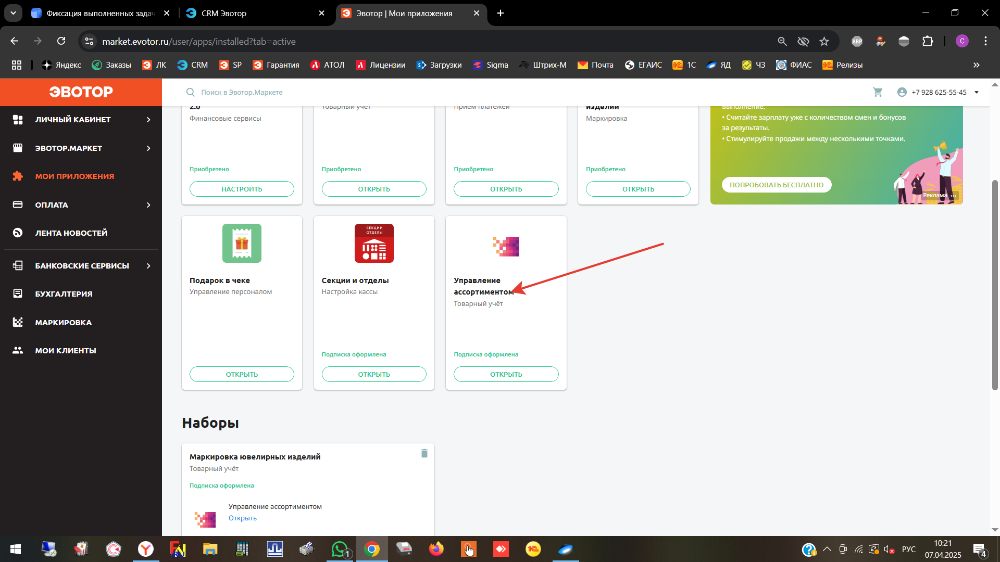 Фиксация выполненных задач
CRM Эвотор
Эвотор | Мои приложения
market.evotor.ru/user/apps/installed?tab=active
ABP
C
Яндекс
Заказы
ЛК
CRM
SP
Гарантия
АТОЛ
Лицензии
Загрузки
Sigma
Штрих-М
Почта
ЕГАИС
1С
ЯД
ЧЗ
ФИАС
Релизы
ЭВОТОР
Поиск в Эвотор.Маркете
+7 928 625-55-45
ЛИЧНЫЙ КАБИНЕТ
ЭВОТОР.МАРКЕТ
МОИ ПРИЛОЖЕНИЯ
ОПЛАТА
ЛЕНТА НОВОСТЕЙ
БАНКОВСКИЕ СЕРВИСЫ
БУХГАЛТЕРИЯ
МАРКИРОВКА
МОИ КЛИЕНТЫ
2.0
Финансовые сервисы
Приобретено
НАСТРОИТЬ
Товарный учёт
Приобретено
ОТКРЫТЬ
Приём платежей
Приобретено
ОТКРЫТЬ
изделий
Маркировка
Приобретено
ОТКРЫТЬ
выполнение.
• Считайте зарплату уже с количеством смен и бонусов
за результаты.
• Стимулируйте продажи между несколькими точками.
ПОПРОБОВАТЬ БЕСПЛАТНО
Реклама
Подарок в чеке
Управление персоналом
ОТКРЫТЬ
СЕКЦИИ
ОТДЕЛЫ
Секции и отделы
Настройка кассы
Подписка оформлена
ОТКРЫТЬ
Управление
ассортиментом
Товарный учёт
Подписка оформлена
ОТКРЫТЬ
Наборы
Маркировка ювелирных изделий
Товарный учёт
Подписка оформлена
Управление ассортиментом
Открыть
1
РУС
10:21
07.04.2025
4